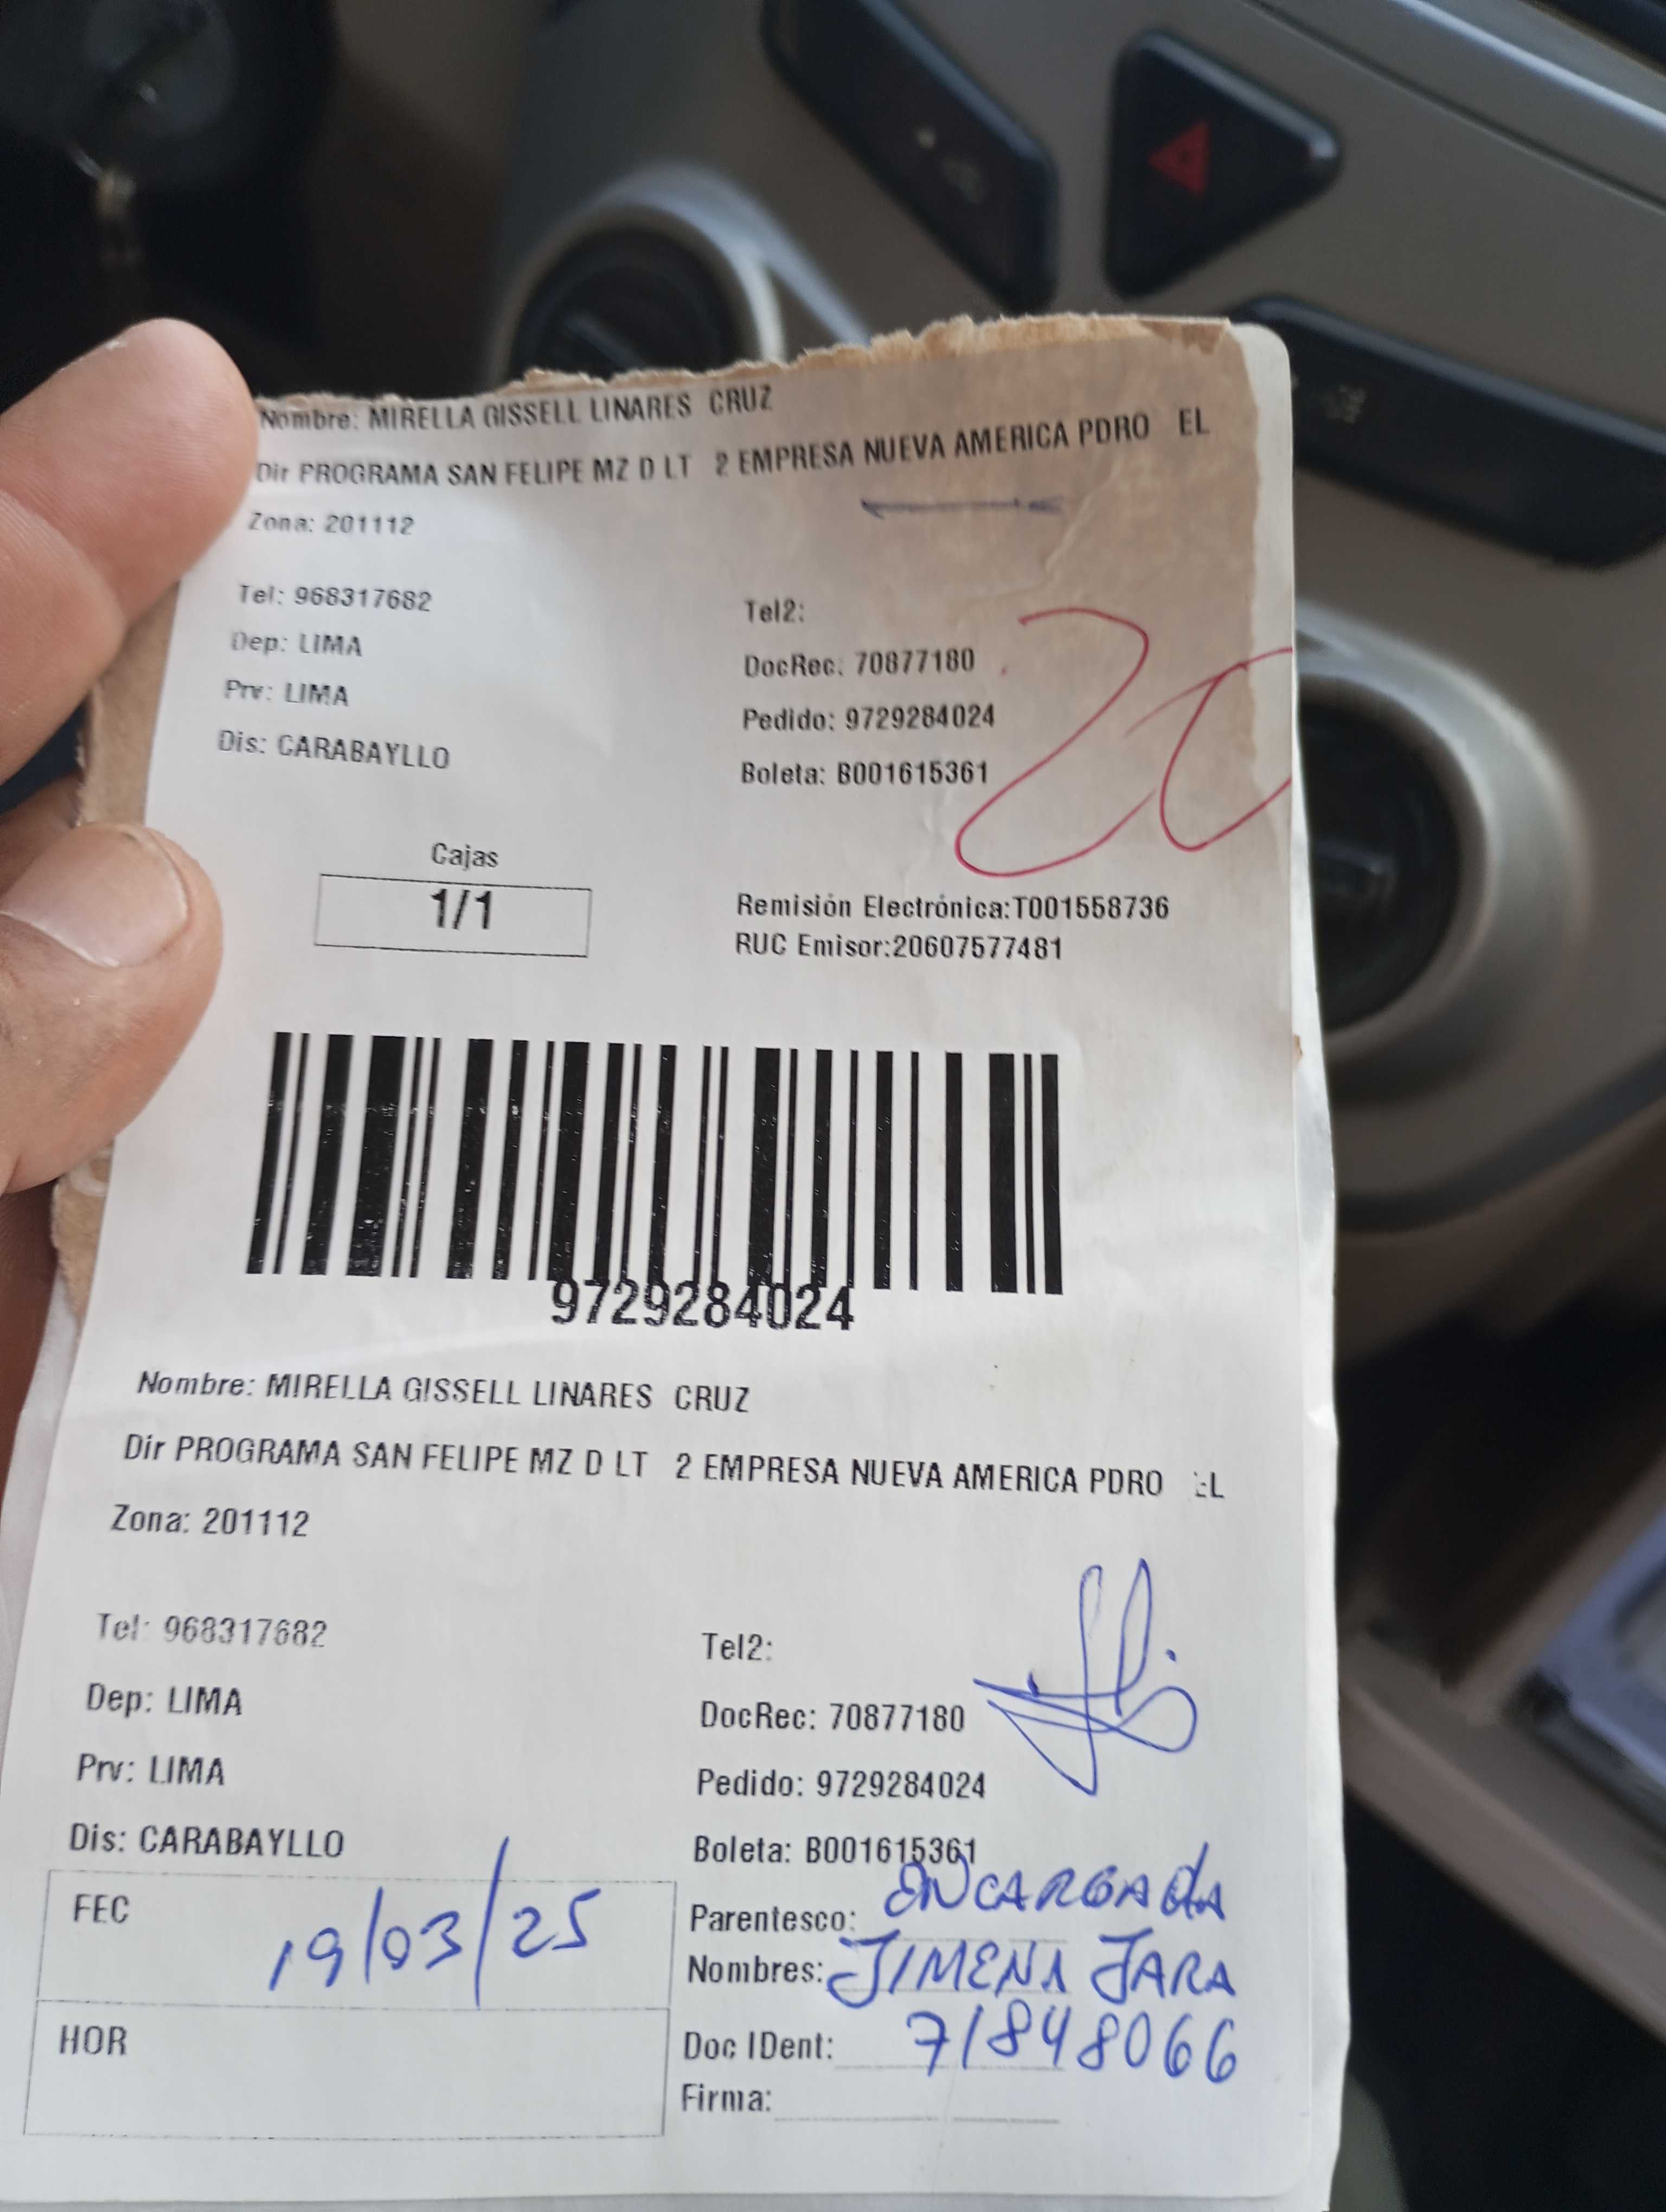 Nombre: MIRELLA GISSELL LINARES CRUZ
Dir PROGRAMA SAN FELIPE MZ D LT 2 EMPRESA NUEVA AMERICA PDRO EL
Zona: 201112
Tel: 968317682
Tel2:
Dep: LIMA
DocRec: 70877180
Prv: LIMA
Pedido: 9729284024
Dis: CARABAYLLO
Boleta: B001615361
20
Cajas
1/1
Remisión Electrónica:T001558736
RUC Emisor:20607577481
9729284024
Nombre: MIRELLA GISSELL LINARES CRUZ
Dir PROGRAMA SAN FELIPE MZ D LT 2 EMPRESA NUEVA AMERICA PDRO EL
Zona: 201112
Tel: 968317682
Tel2:
Dep: LIMA
DocRec: 70877180
Prv: LIMA
Pedido: 9729284024
Dis: CARABAYLLO
Boleta: B001615361
FEC 19/03/25
Parentesco: ENCARGADA
Nombres: JIMENA JARA
HOR
Doc IDent: 71848066
Firma: